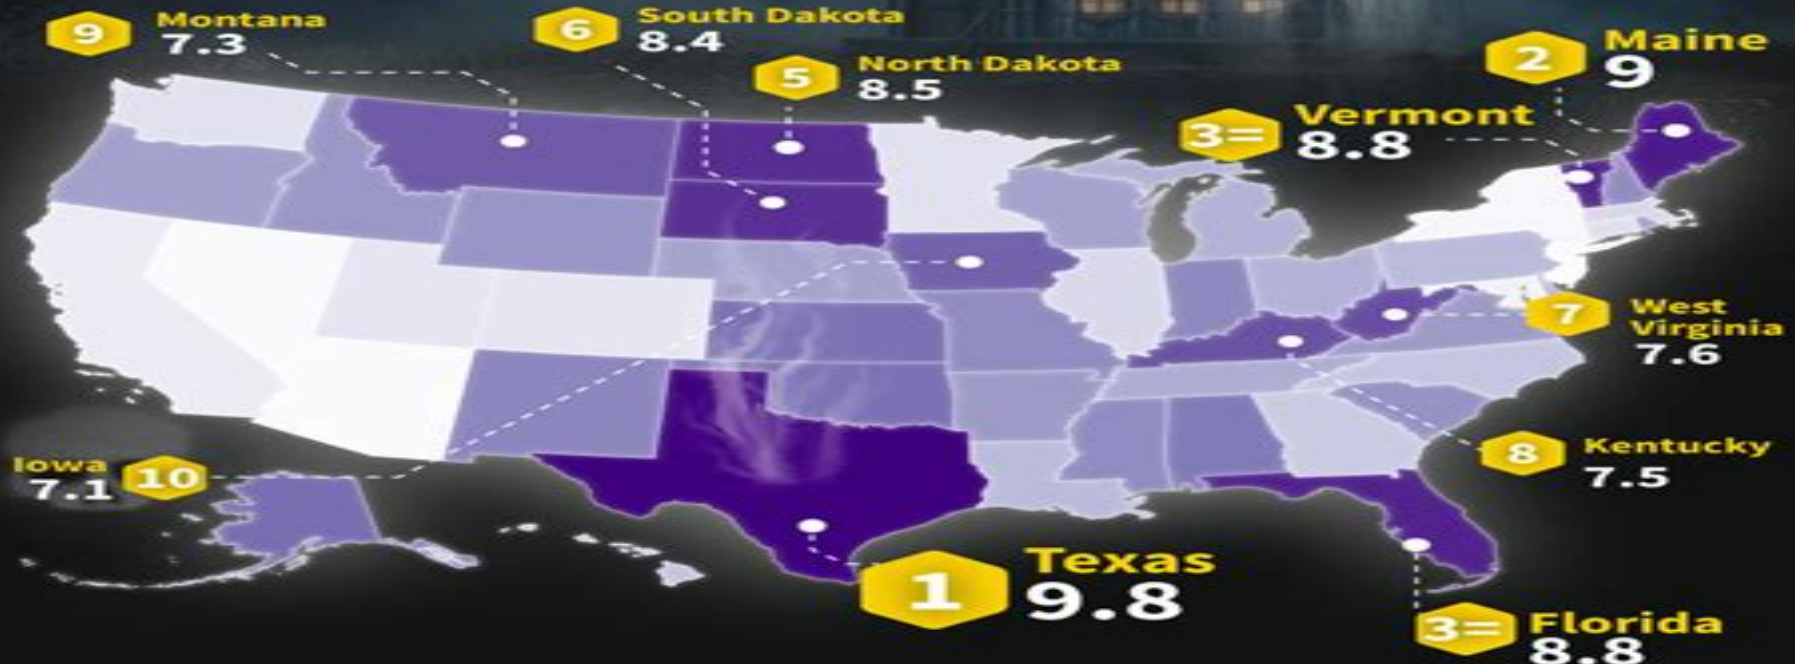 9 Montana
7.3
6 South Dakota
8.4
5 North Dakota
8.5
2 Maine
9
3= Vermont
8.8
7 West
Virginia
7.6
8 Kentucky
7.5
Iowa 10
7.1
1 Texas
9.8
3= Florida
8.8